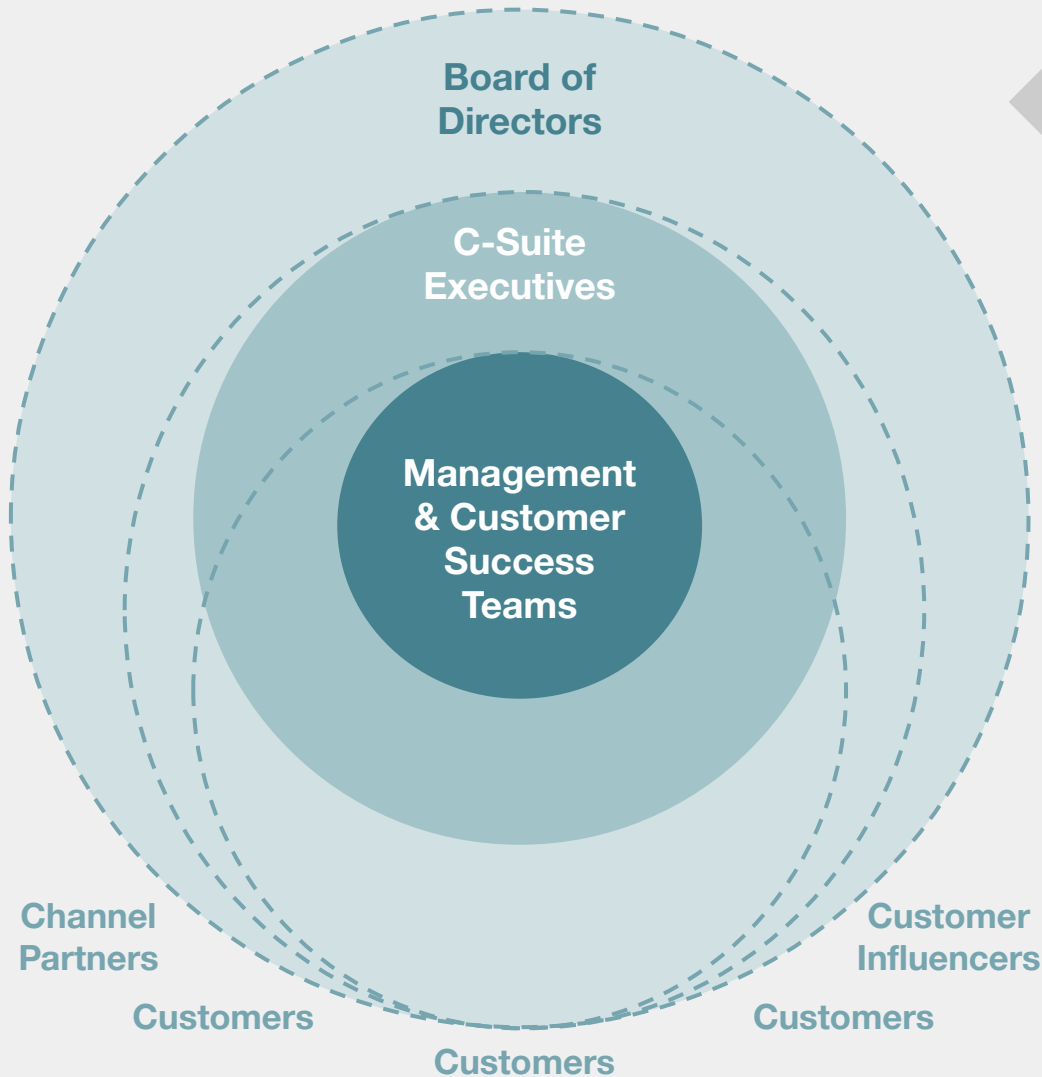 Board of
Directors
C-Suite
Executives
Management
& Customer
Success
Teams
Channel
Partners
Customer
Influencers
Customers
Customers
Customers